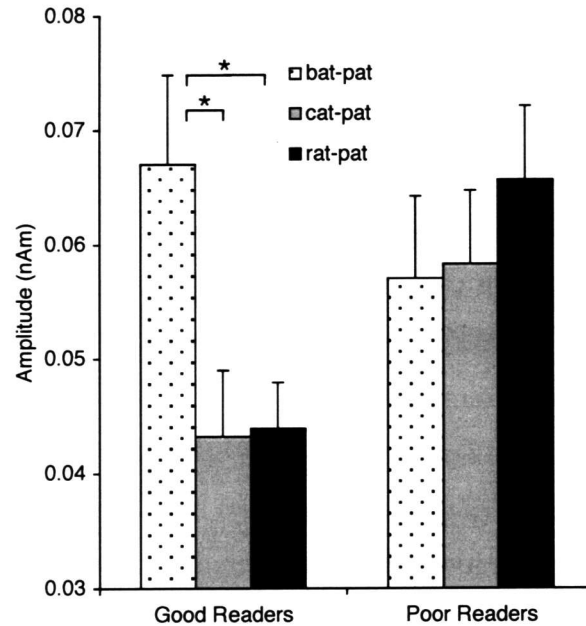 0.08
0.07
0.06
0.05
0.04
0.03
Amplitude (nAm)
*
*
bat-pat
cat-pat
rat-pat
Good Readers
Poor Readers